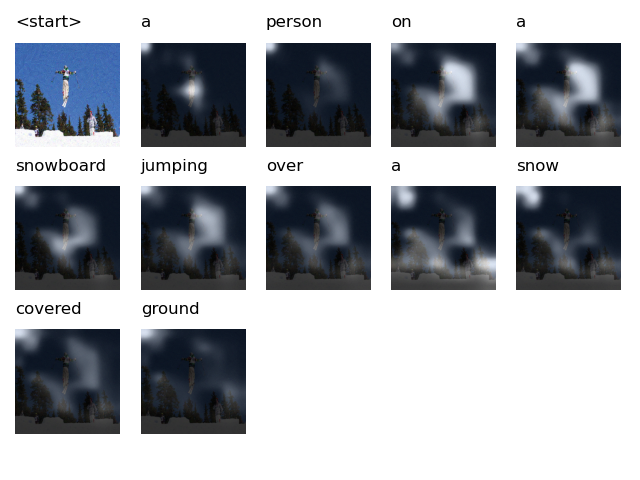 <start> a person on a
snowboard jumping over a snow
covered ground